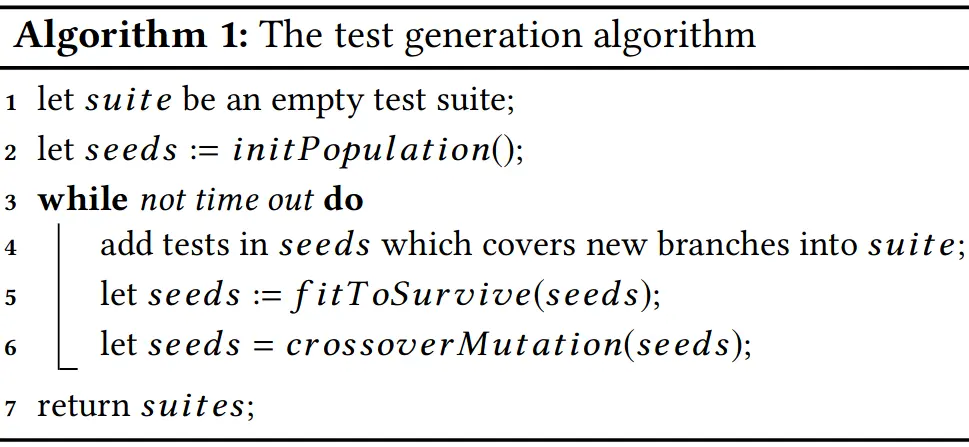 Algorithm 1: The test generation algorithm
1 let suite be an empty test suite;
2 let seeds := initPopulation();
3 while not time out do
4 add tests in seeds which covers new branches into suite;
5 let seeds := fitToSurvive(seeds);
6 let seeds = crossoverMutation(seeds);
7 return suites;